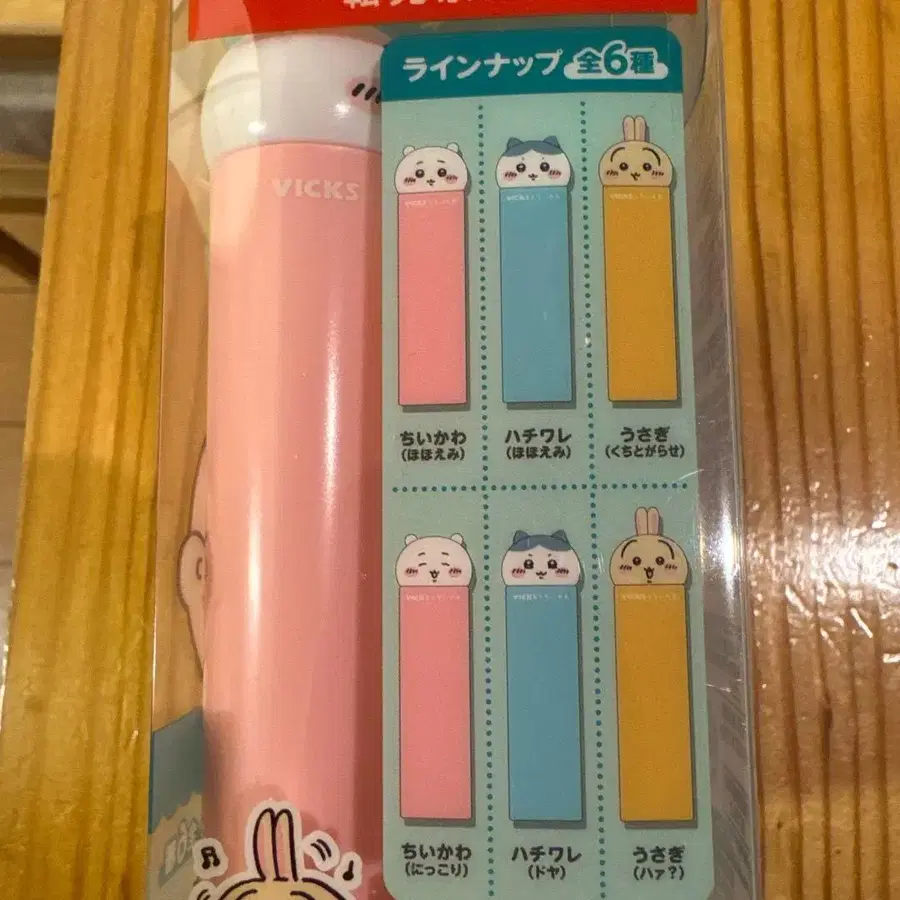 ラインナップ 全6種
VICKS
ちいかわ
(ほほえみ)
ハチワレ
(ほほえみ)
うさぎ
(くちとがらせ)
ちいかわ
(にっこり)
ハチワレ
(ドヤ)
うさぎ
(ハァ?)